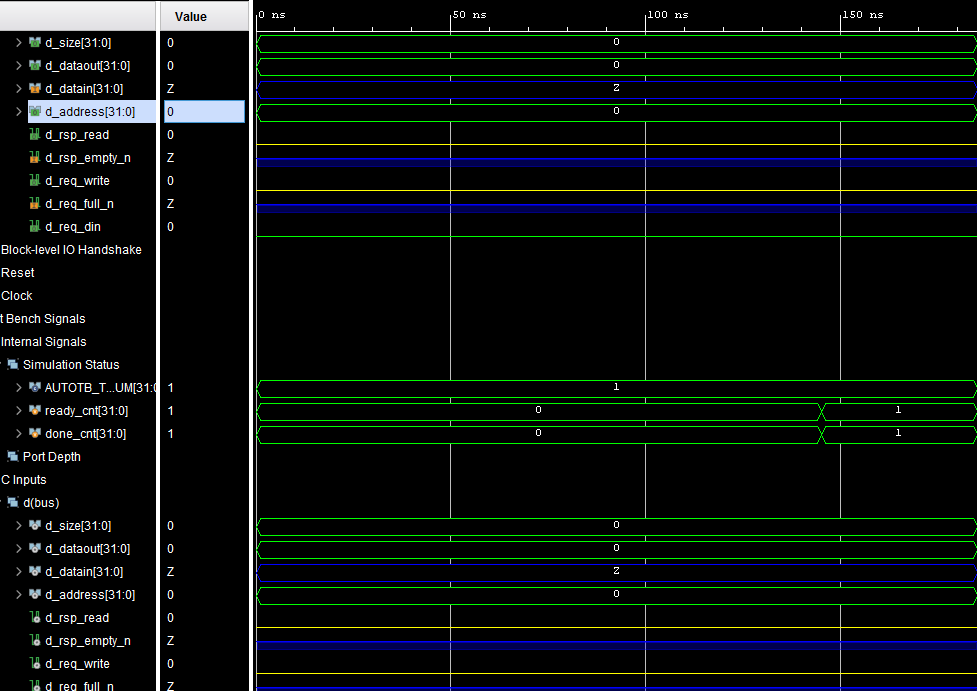 Value
0 ns 50 ns 100 ns 150 ns
d_size[31:0] 0 0
d_dataout[31:0] 0 0
d_datain[31:0] Z Z
d_address[31:0] 0 0
d_rsp_read 0
d_rsp_empty_n Z
d_req_write 0
d_req_full_n Z
d_req_din 0
Block-level IO Handshake
Reset
Clock
t Bench Signals
Internal Signals
Simulation Status
AUTOTB_T...UM[31:0 1 1
ready_cnt[31:0] 1 0 1
done_cnt[31:0] 1 0 1
Port Depth
C Inputs
d(bus)
d_size[31:0] 0 0
d_dataout[31:0] 0 0
d_datain[31:0] Z Z
d_address[31:0] 0 0
d_rsp_read 0
d_rsp_empty_n Z
d_req_write 0
d_req_full_n Z